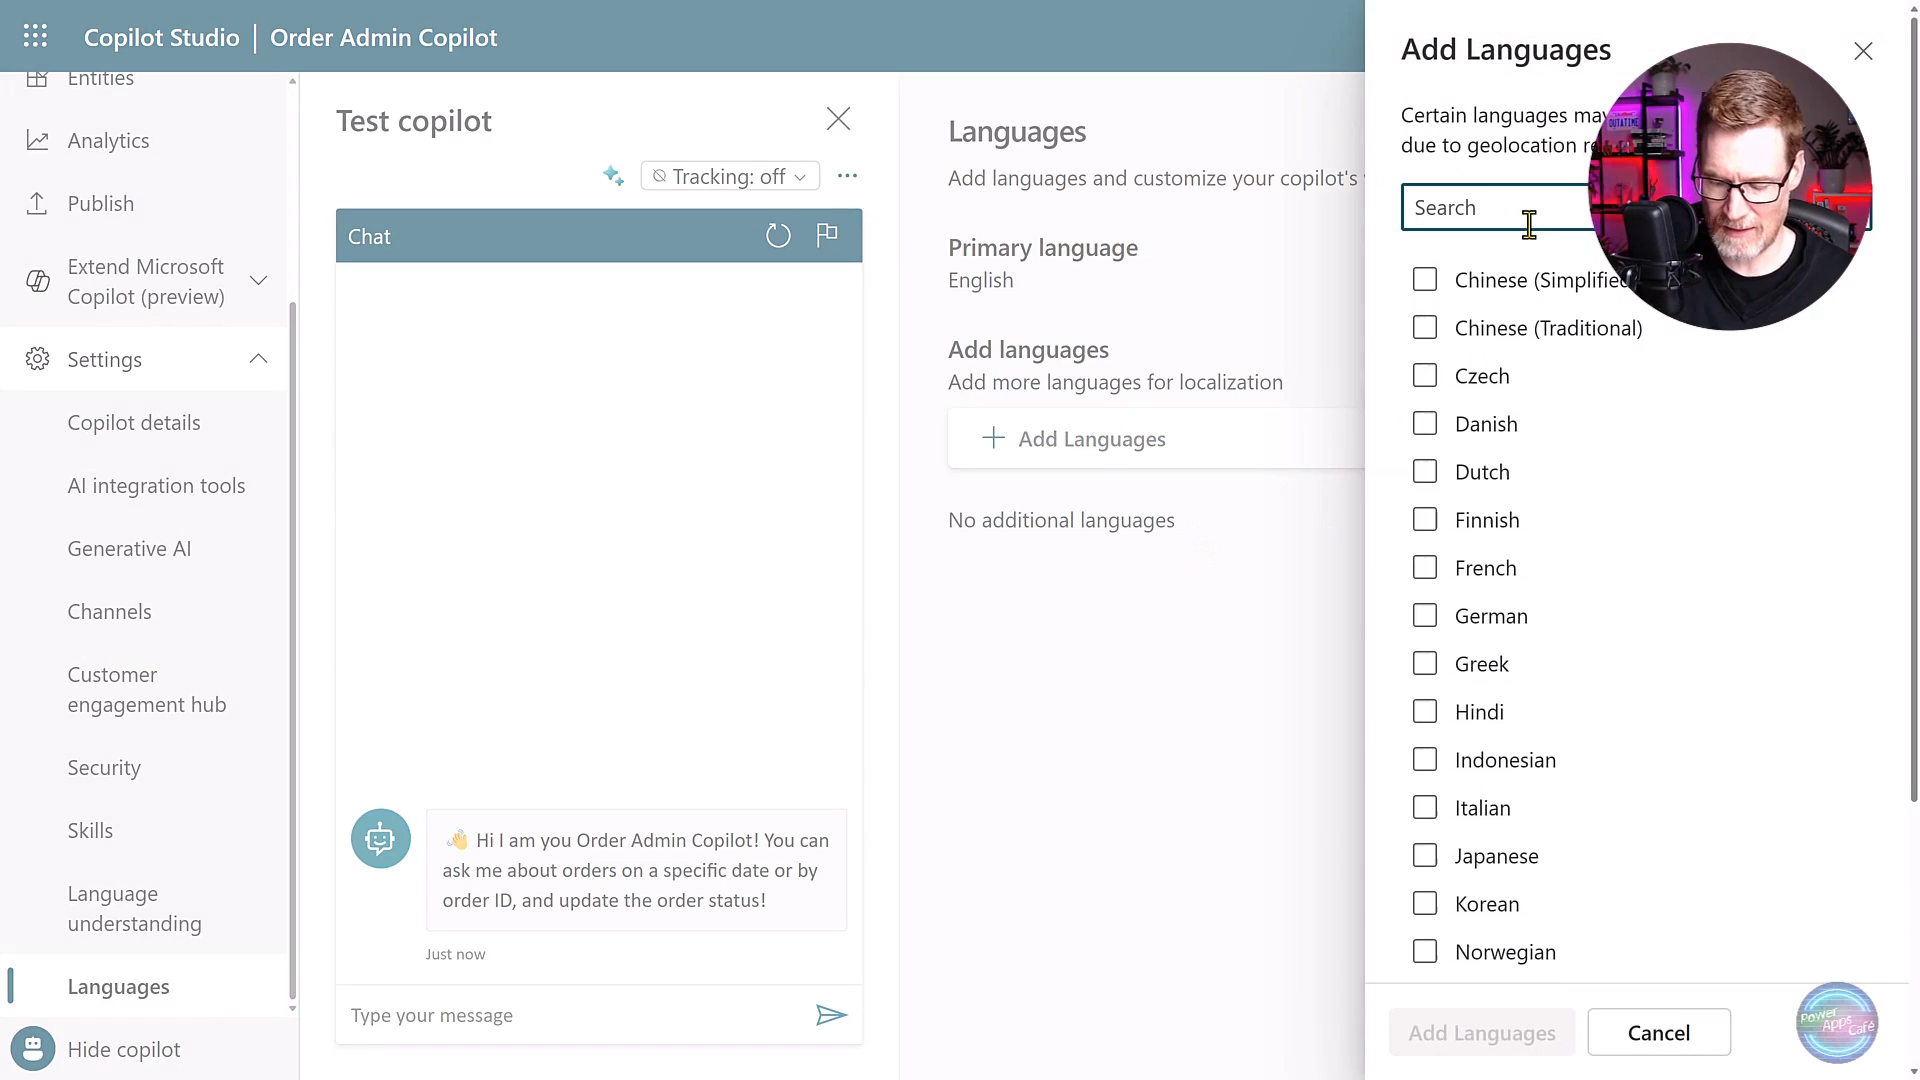 Copilot Studio | Order Admin Copilot
Entities
Analytics
Publish
Extend Microsoft
Copilot (preview)
Settings
Copilot details
AI integration tools
Generative AI
Channels
Customer
engagement hub
Security
Skills
Language
understanding
Languages
Hide copilot
Test copilot
Tracking: off
Chat
👋 Hi I am you Order Admin Copilot! You can
ask me about orders on a specific date or by
order ID, and update the order status!
Just now
Type your message
Languages
Add languages and customize your copilot's
Primary language
English
Add languages
Add more languages for localization
Add Languages
No additional languages
Add Languages
Certain languages may
due to geolocation
OUTATIME
Search
Chinese (Simplified
Chinese (Traditional)
Czech
Danish
Dutch
Finnish
French
German
Greek
Hindi
Indonesian
Italian
Japanese
Korean
Norwegian
Add Languages
Cancel
Power
Apps
Café